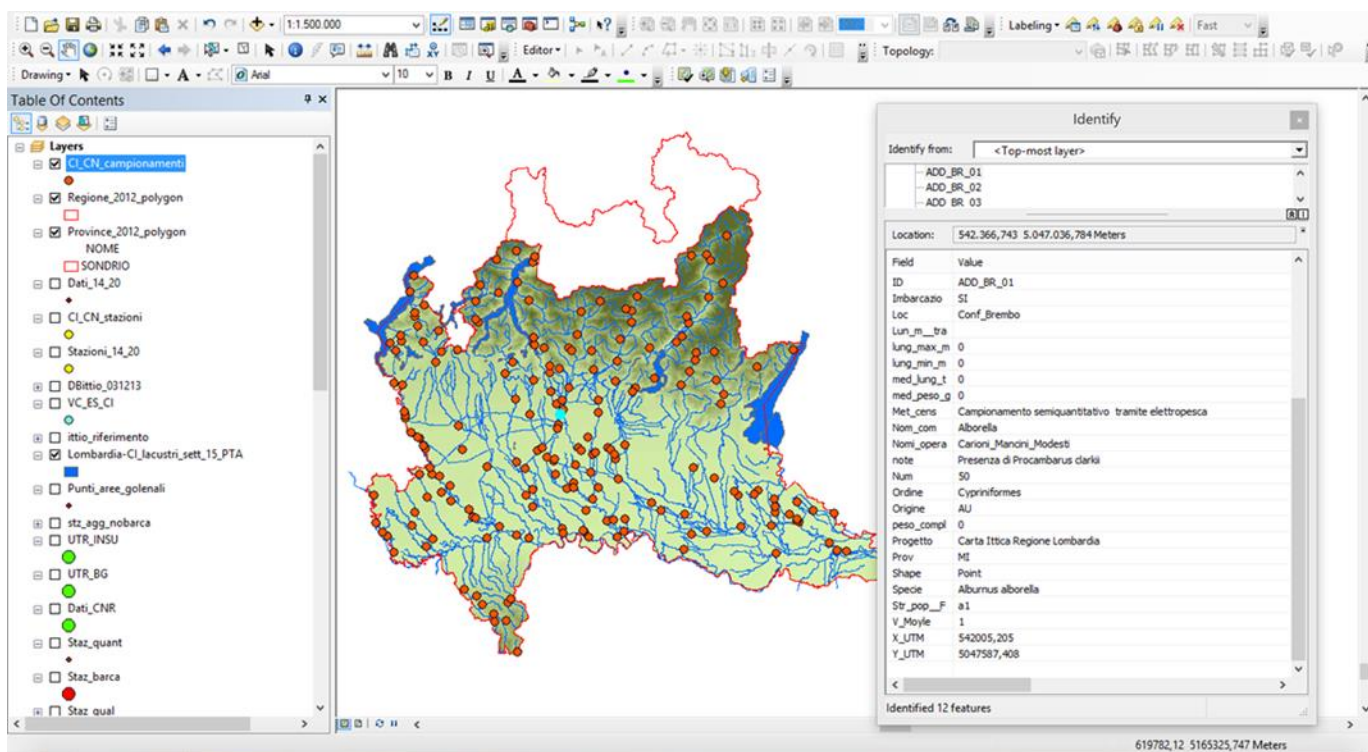 1:1.500.000
Labeling
Fast
Editor
Topology:
Drawing
A
Arial
10
B I U A
Table Of Contents
Layers
CI_CN_campionamenti
Regione_2012_polygon
Province_2012_polygon
NOME
SONDRIO
Dati_14_20
CI_CN_stazioni
Stazioni_14_20
DBittio_031213
VC_ES_CI
ittio_riferimento
Lombardia-CI_lacustri_sett_15_PTA
Punti_aree_golenali
stz_agg_nobarca
UTR_INSU
UTR_BG
Dati_CNR
Staz_quant
Staz_barca
Staz_qual
Identify
Identify from: <Top-most layer>
ADD_BR_01
ADD_BR_02
ADD_BR_03
Location: 542.366,743 5.047.036,784 Meters
Field Value
ID ADD_BR_01
Imbarcazio SI
Loc Conf_Brembo
Lun_m__tra
lung_max_m 0
lung_min_m 0
med_lung_t 0
med_peso_g 0
Met_cens Campionamento semiquantitativo tramite elettropesca
Nom_com Alborella
Nomi_opera Carioni_Mancini_Modesti
note Presenza di Procambarus clarkii
Num 50
Ordine Cypriniformes
Origine AU
peso_compl 0
Progetto Carta Ittica Regione Lombardia
Prov MI
Shape Point
Specie Alburnus alborella
Str_pop__F a1
V_Moyle 1
X_UTM 542005,205
Y_UTM 5047587,408
Identified 12 features
619782,12 5165325,747 Meters